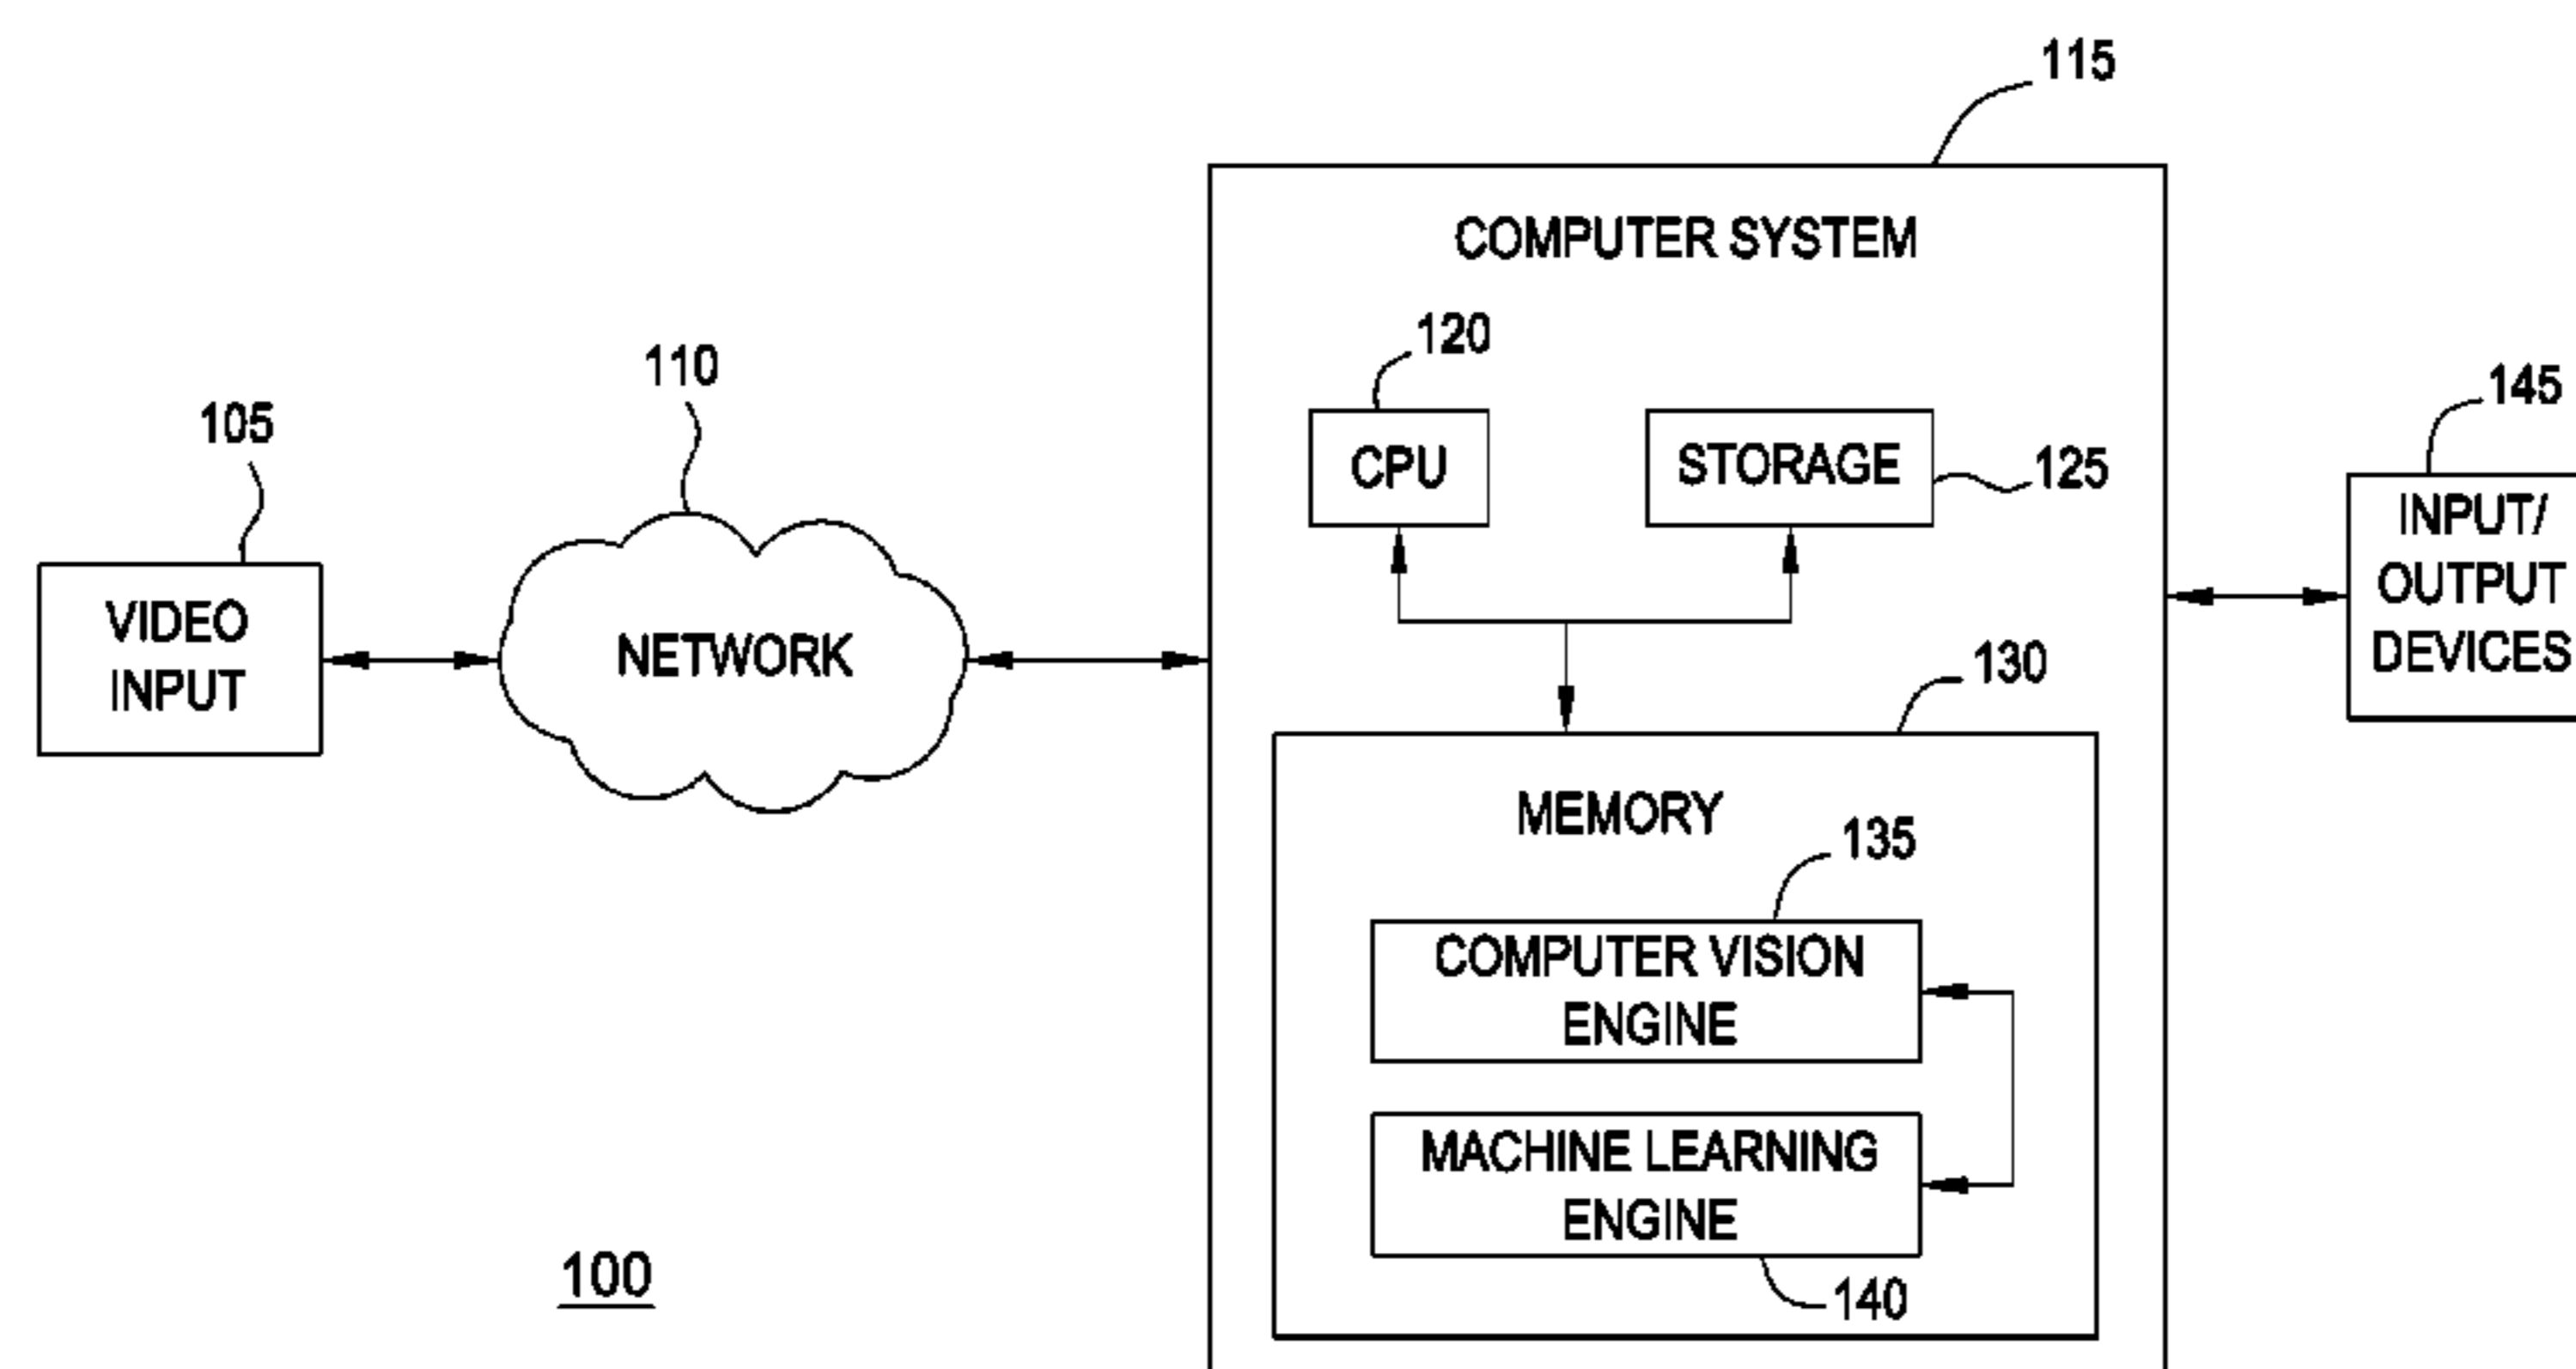 115
COMPUTER SYSTEM
120
110
145
105
CPU
STORAGE
125
INPUT/
OUTPUT
DEVICES
VIDEO
INPUT
NETWORK
130
MEMORY
135
COMPUTER VISION
ENGINE
MACHINE LEARNING
ENGINE
100
140